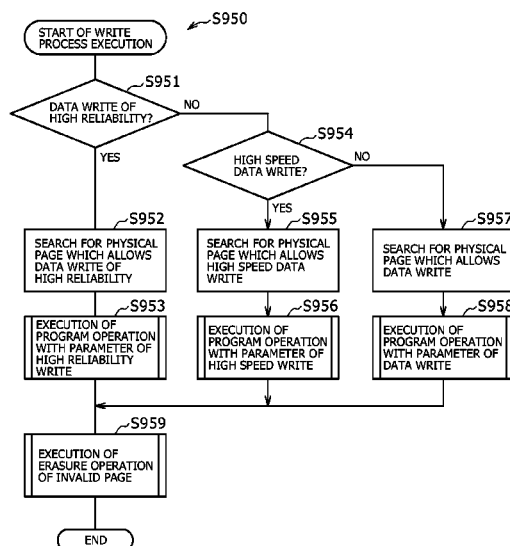 S950
START OF WRITE
PROCESS EXECUTION
S951
DATA WRITE OF
HIGH RELIABILITY?
NO
YES
S954
HIGH SPEED
DATA WRITE?
NO
YES
S952
SEARCH FOR PHYSICAL
PAGE WHICH ALLOWS
DATA WRITE OF
HIGH RELIABILITY
S955
SEARCH FOR PHYSICAL
PAGE WHICH ALLOWS
HIGH SPEED DATA
WRITE
S957
SEARCH FOR PHYSICAL
PAGE WHICH ALLOWS
DATA WRITE
S953
EXECUTION OF
PROGRAM OPERATION
WITH PARAMETER OF
HIGH RELIABILITY
WRITE
S956
EXECUTION OF
PROGRAM OPERATION
WITH PARAMETER OF
HIGH SPEED WRITE
S958
EXECUTION OF
PROGRAM OPERATION
WITH PARAMETER OF
DATA WRITE
S959
EXECUTION OF
ERASURE OPERATION
OF INVALID PAGE
END